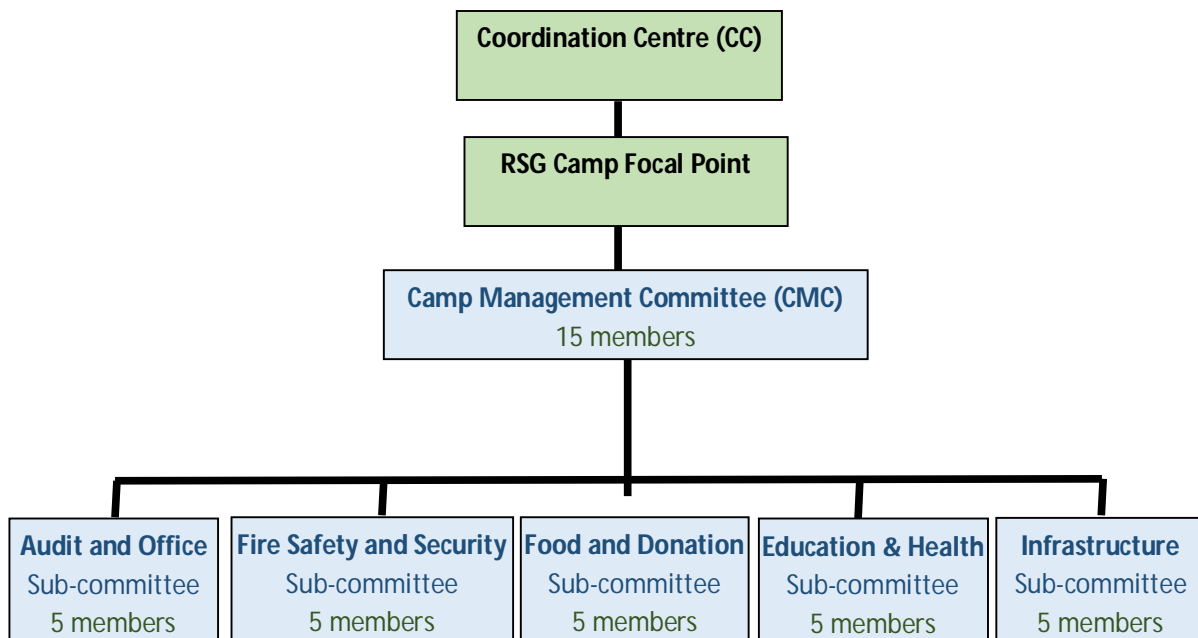 Coordination Centre (CC)
RSG Camp Focal Point
Camp Management Committee (CMC)
15 members
Audit and Office
Sub-committee
5 members
Fire Safety and Security
Sub-committee
5 members
Food and Donation
Sub-committee
5 members
Education & Health
Sub-committee
5 members
Infrastructure
Sub-committee
5 members